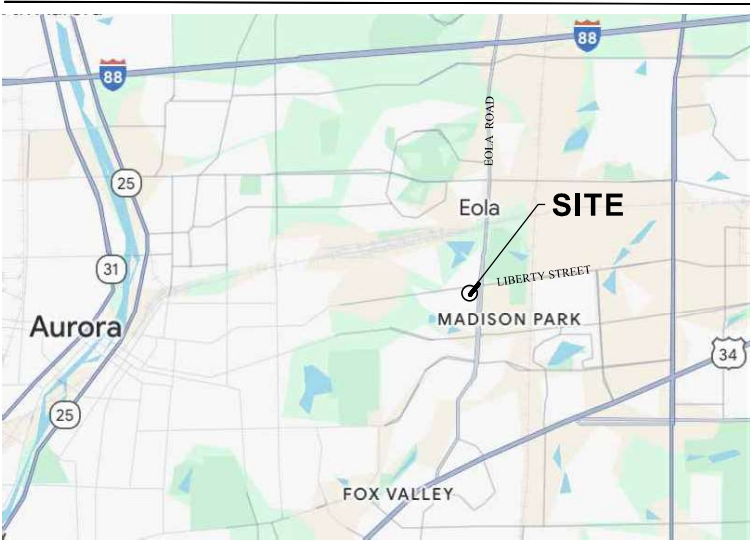 88
88
EOLA ROAD
25
Eola
SITE
31
LIBERTY STREET
Aurora
MADISON PARK
34
25
FOX VALLEY